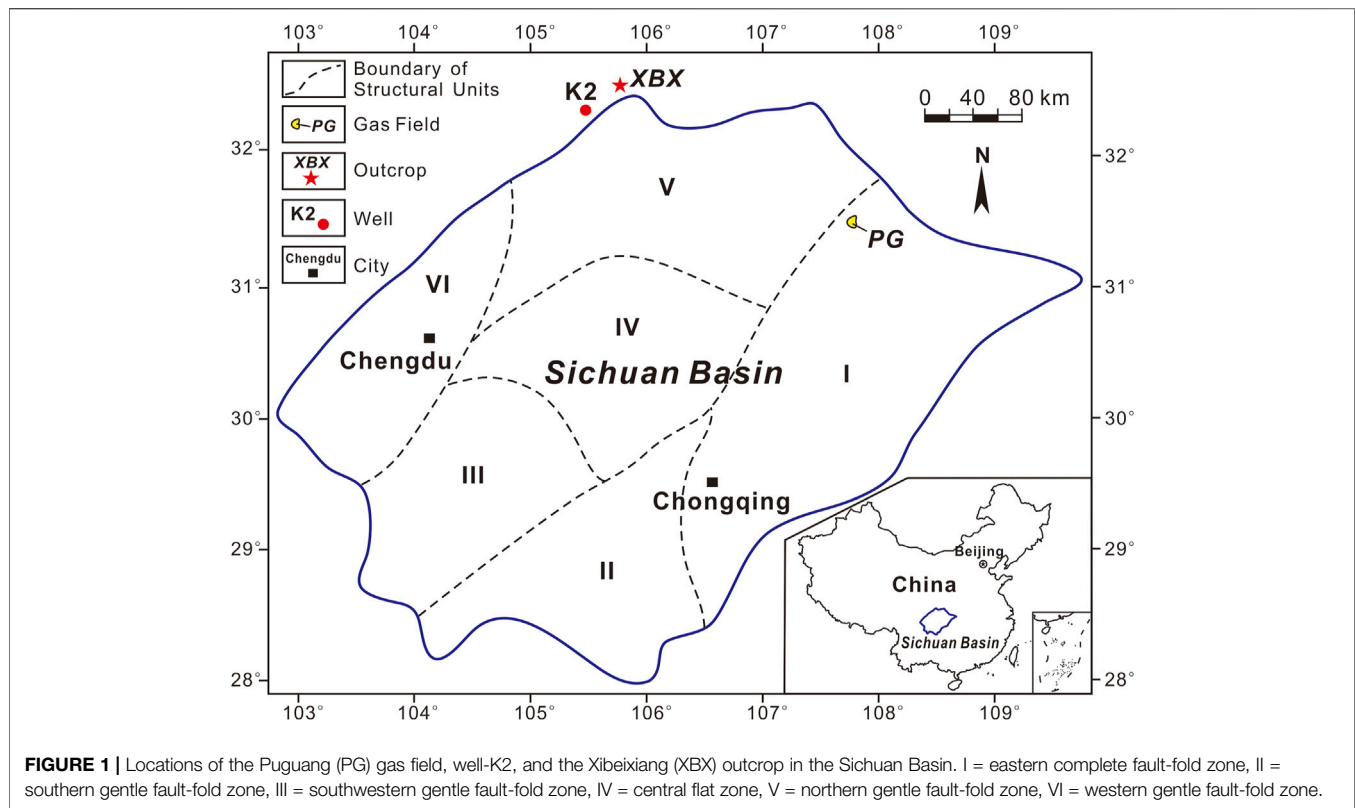 103° 104° 105° 106° 107° 108° 109°
Boundary of
Structural Units
PG Gas Field
XBX Outcrop
K2 Well
Chengdu City
K2
XBX
0 40 80 km
N
32° 32°
V
PG
31° 31°
VI
IV
Chengdu
Sichuan Basin
I
30° 30°
III
Chongqing
29° 29°
II
Beijing
China
Sichuan Basin
28° 28°
103° 104° 105° 106° 107° 108° 109°
FIGURE 1 | Locations of the Puguang (PG) gas field, well-K2, and the Xibeixiang (XBX) outcrop in the Sichuan Basin. I = eastern complete fault-fold zone, II =
southern gentle fault-fold zone, III = southwestern gentle fault-fold zone, IV = central flat zone, V = northern gentle fault-fold zone, VI = western gentle fault-fold zone.